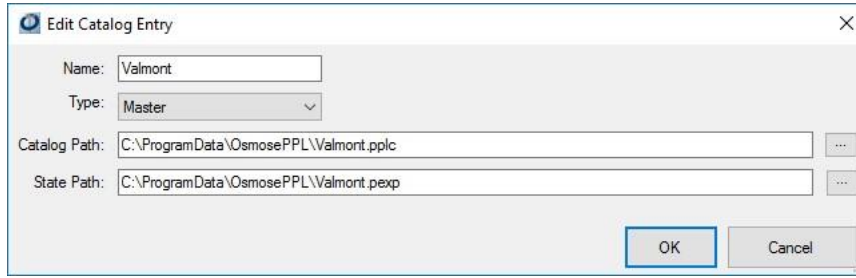 Edit Catalog Entry
Name: Valmont
Type: Master
Catalog Path: C:\ProgramData\OsmosePPL\Valmont.pplc ...
State Path: C:\ProgramData\OsmosePPL\Valmont.pexp ...
OK Cancel